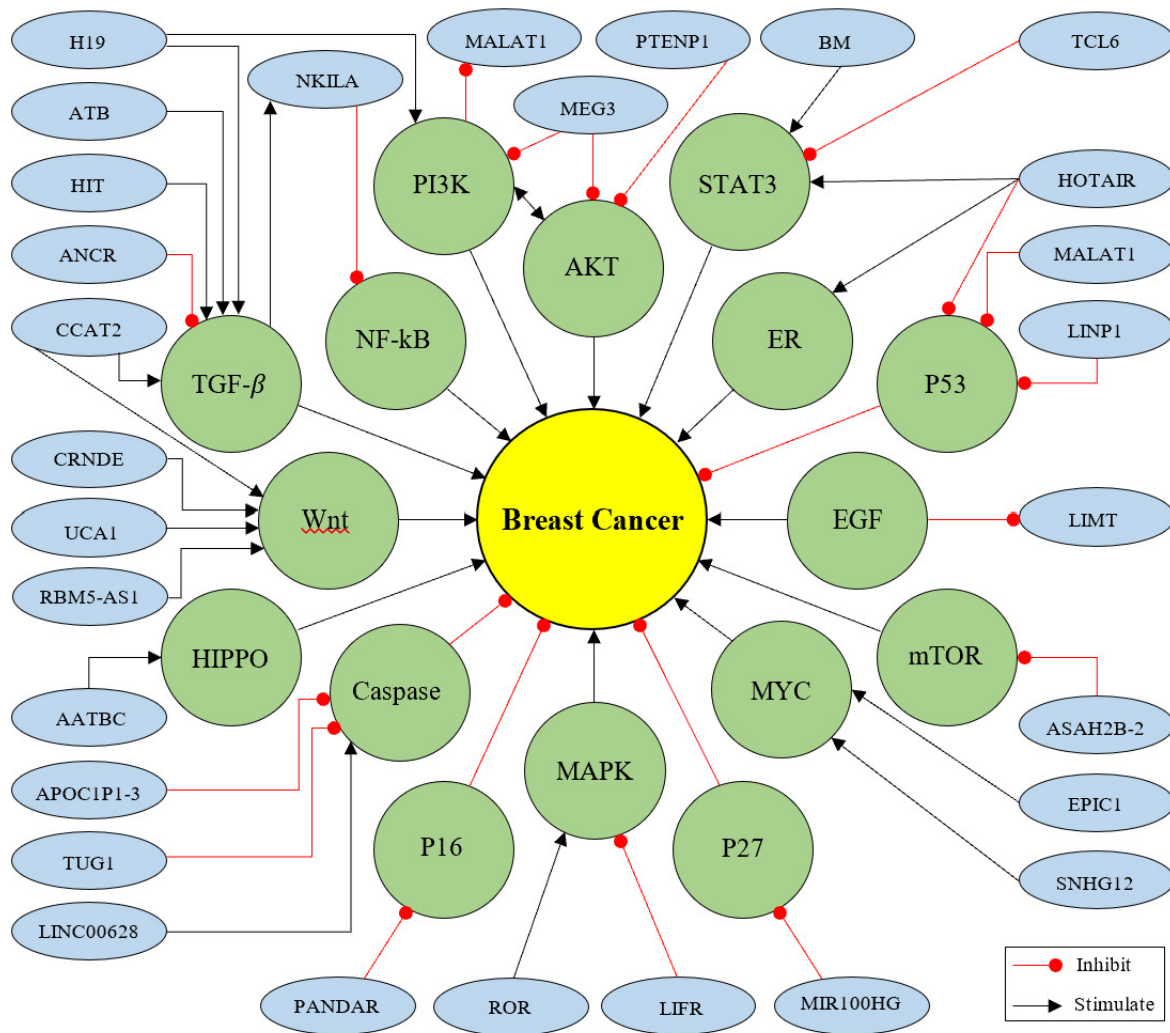 H19
MALAT1
PTENP1
BM
TCL6
NKILA
ATB
MEG3
HIT
PI3K
STAT3
HOTAIR
ANCR
AKT
MALAT1
CCAT2
NF-kB
ER
LINP1
TGF-β
P53
CRNDE
Wnt
Breast Cancer
EGF
UCA1
LIMT
RBM5-AS1
HIPPO
mTOR
Caspase
MYC
AATBC
ASAH2B-2
MAPK
APOC1P1-3
EPIC1
P16
P27
TUG1
SNHG12
LINC00628
Inhibit
PANDAR
ROR
LIFR
MIR100HG
Stimulate